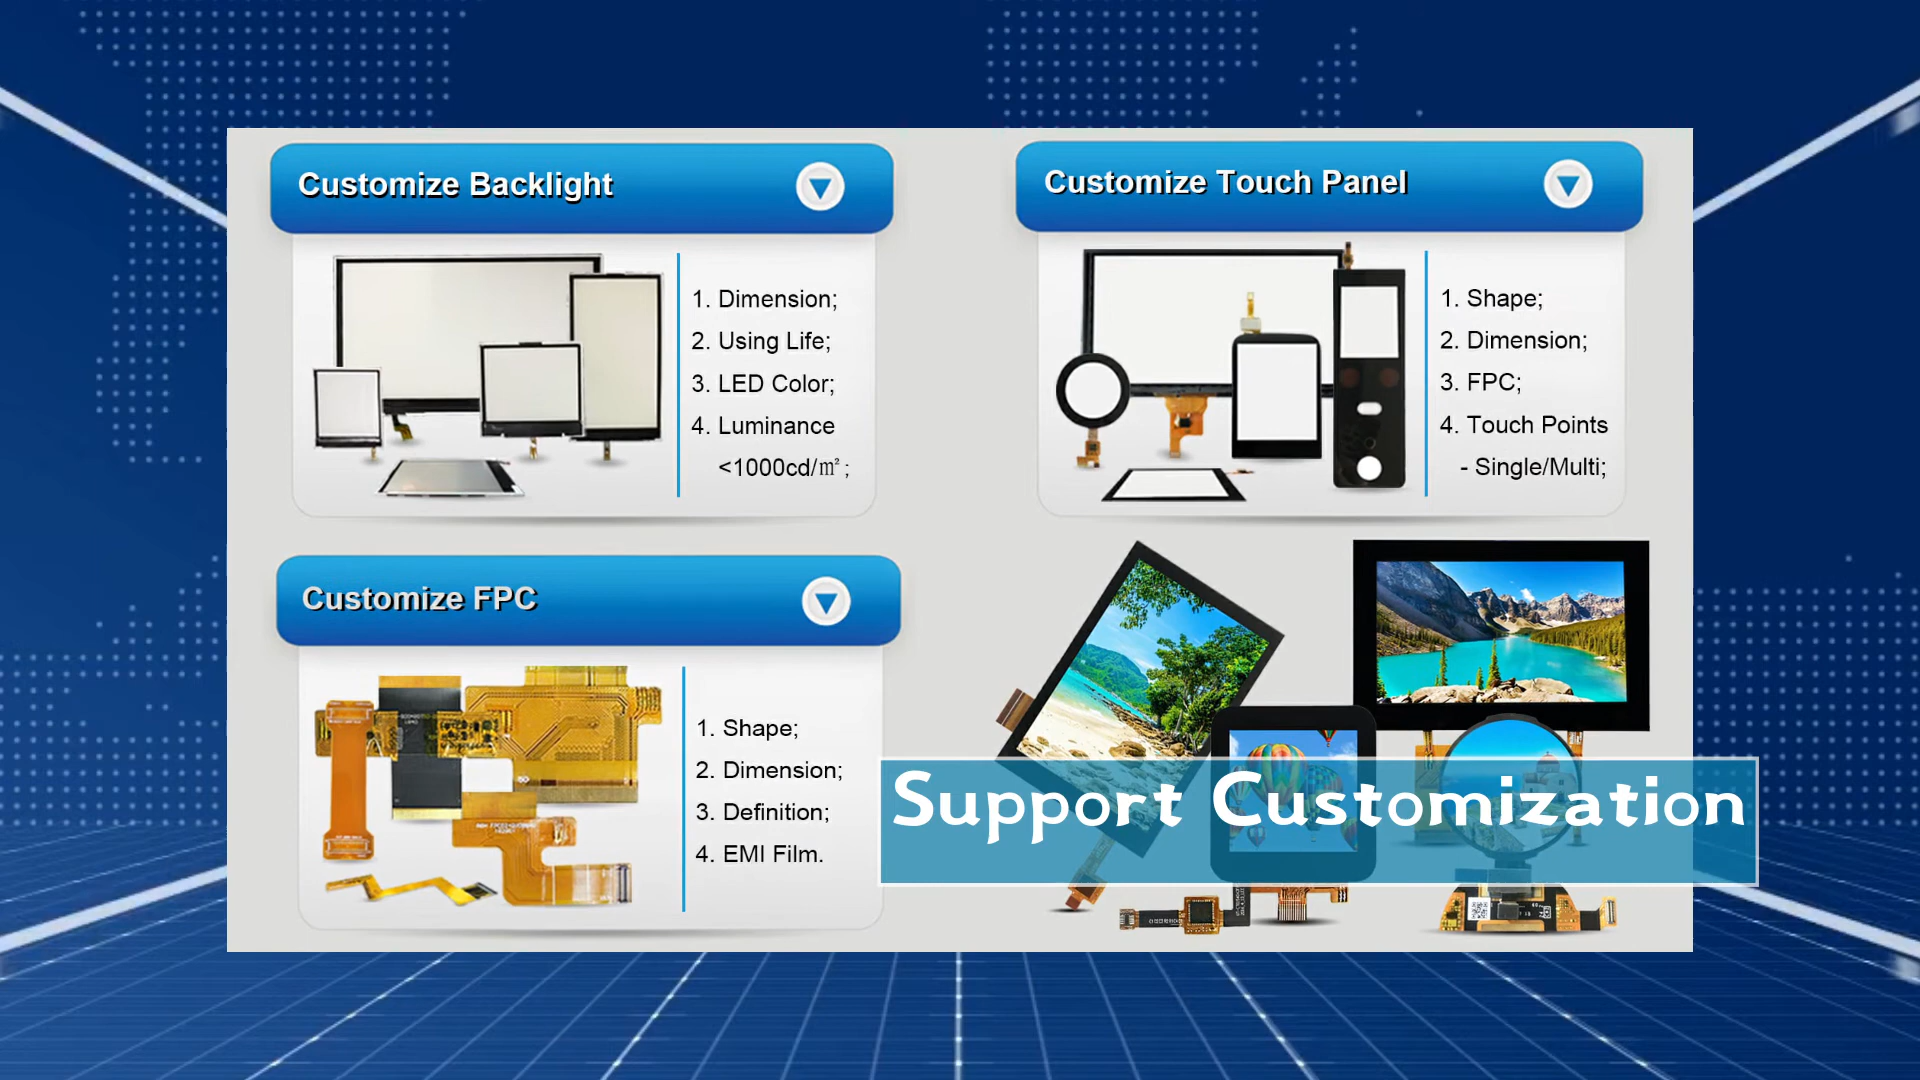 Customize Backlight
1. Dimension;
2. Using Life;
3. LED Color;
4. Luminance
<1000cd/㎡;
Customize Touch Panel
1. Shape;
2. Dimension;
3. FPC;
4. Touch Points
- Single/Multi;
Customize FPC
1. Shape;
2. Dimension;
3. Definition;
4. EMI Film.
Support Customization